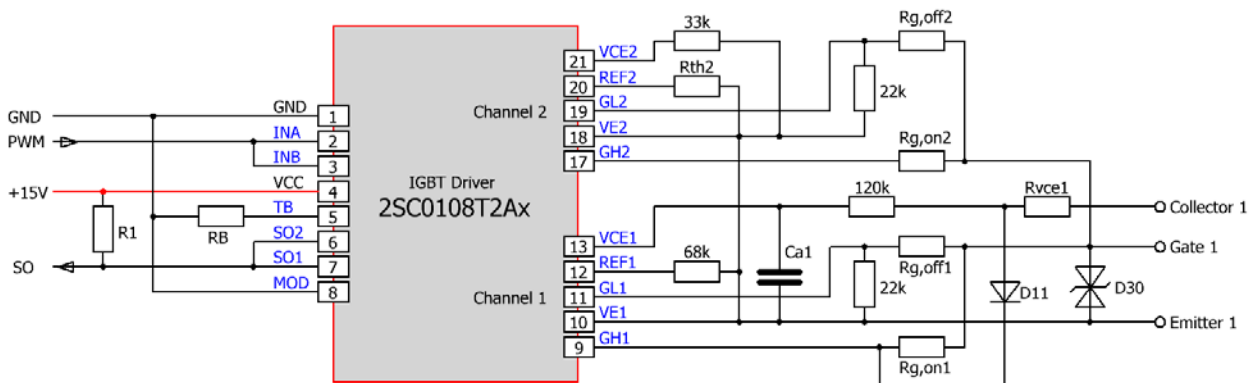 Rg,off2
33k
21 VCE2
Rth2
20 REF2
22k
19 GL2
GND GND 1
Channel 2
18 VE2
PWM INA 2
Rg,on2
17 GH2
INB 3
IGBT Driver
120k Rvce1
+15V VCC 4
2SC0108T2Ax
Collector 1
TB 5
R1 RB
SO2 6
13 VCE1
Gate 1
68k Ca1 Rg,off1
SO SO1 7
12 REF1
MOD 8
Channel 1
11 GL1
22k D11 D30
10 VE1
Emitter 1
9 GH1
Rg,on1